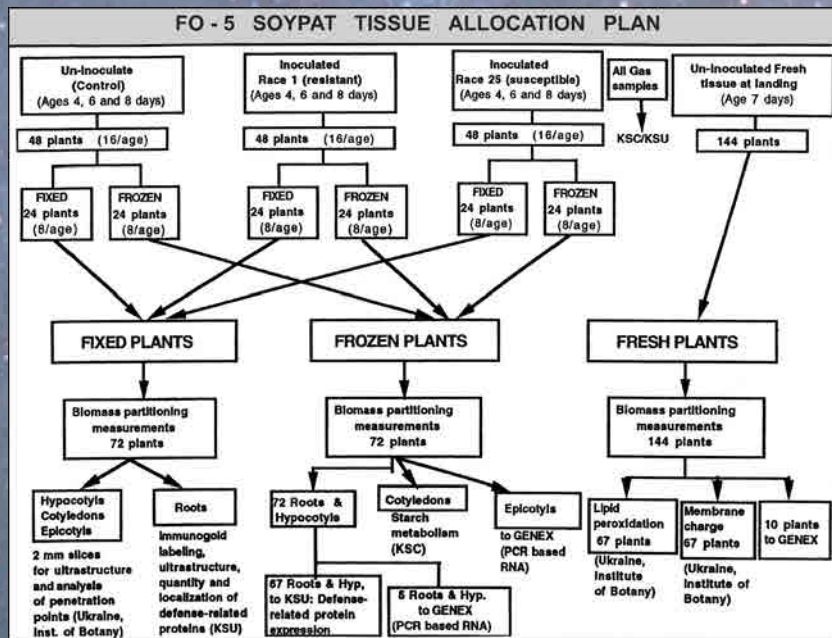 FO - 5 SOYPAT TISSUE ALLOCATION PLAN
Un-Inoculate
(Control)
(Ages 4, 6 and 8 days)
Inoculated
Race 1 (resistant)
(Ages 4, 6 and 8 days)
Inoculated
Race 25 (susceptible)
(Ages 4, 6 and 8 days)
All Gas
samples
KSC/KSU
Un-Inoculated Fresh
tissue at landing
(Age 7 days)
48 plants (16/age)
48 plants (16/age)
48 plants (16/age)
144 plants
FIXED
24 plants
(8/age)
FROZEN
24 plants
(8/age)
FIXED
24 plants
(8/age)
FROZEN
24 plants
(8/age)
FIXED
24 plants
(8/age)
FROZEN
24 plants
(8/age)
FIXED PLANTS
FROZEN PLANTS
FRESH PLANTS
Biomass partitioning
measurements
72 plants
Biomass partitioning
measurements
72 plants
Biomass partitioning
measurements
144 plants
Hypocotyls
Cotyledons
Epicotyls
2 mm slices
for ultrastructure
and analysis
of penetration
points (Ukraine,
Inst. of Botany)
Roots
Immunogold
labeling,
ultrastructure,
quantity and
localization of
defense-related
proteins (KSU)
72 Roots &
Hypocotyls
67 Roots & Hyp,
to KSU: Defense-
related protein
expression
5 Roots & Hyp.
to GENEX
(PCR based RNA)
Cotyledons
Starch
metabolism
(KSC)
Epicotyls
to GENEX
(PCR based
RNA)
Lipid
peroxidation
67 plants
(Ukraine,
Institute
of Botany)
Membrane
charge
67 plants
(Ukraine,
Institute of
Botany)
10 plants
to GENEX